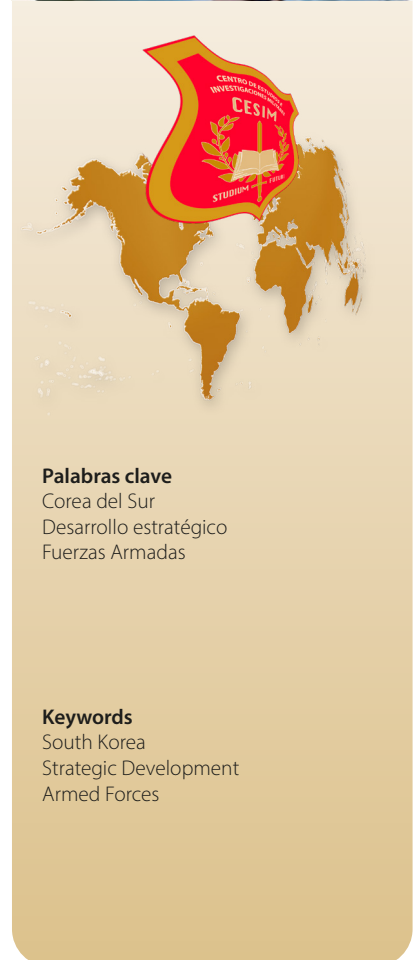 CENTRO DE ESTUDIOS E
INVESTIGACIONES MILITARES
CESIM
STUDIUM FUTURI
Palabras clave
Corea del Sur
Desarrollo estratégico
Fuerzas Armadas
Keywords
South Korea
Strategic Development
Armed Forces